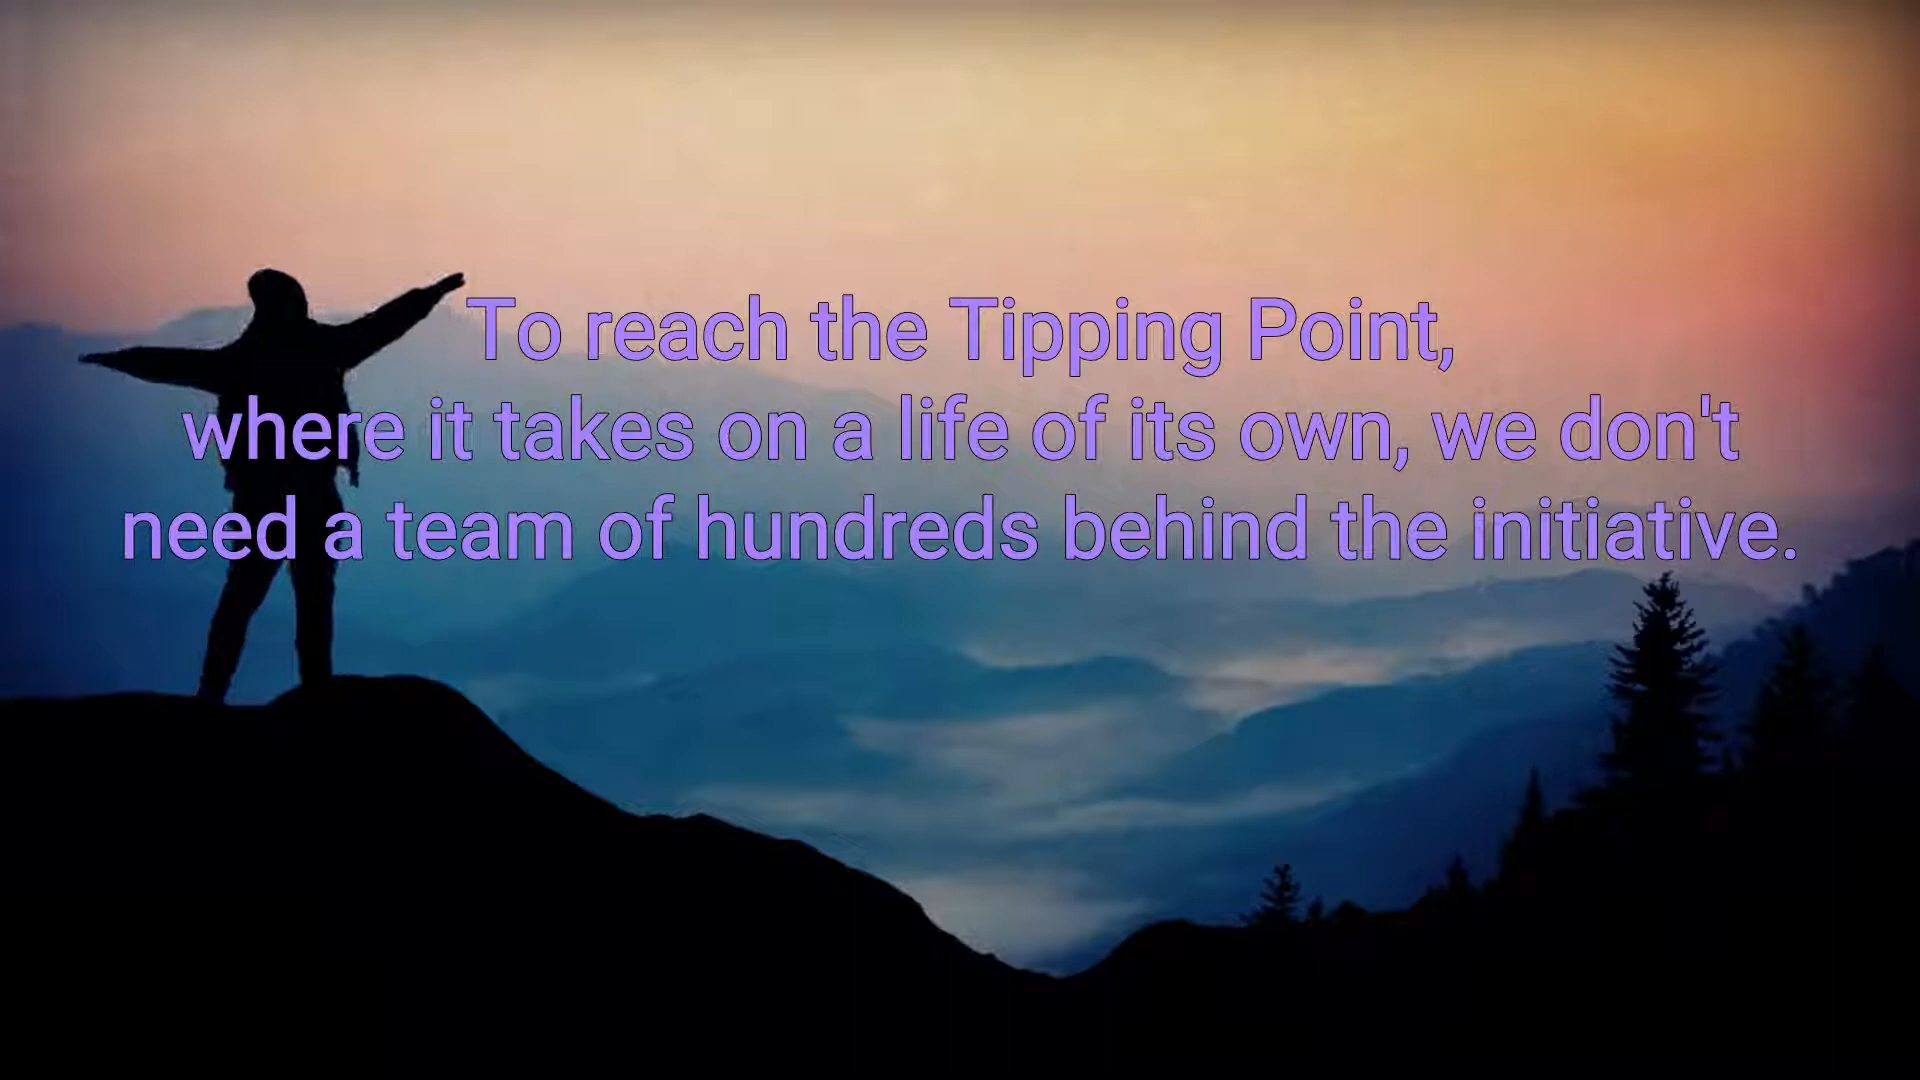 To reach the Tipping Point,
where it takes on a life of its own, we don't
need a team of hundreds behind the initiative.